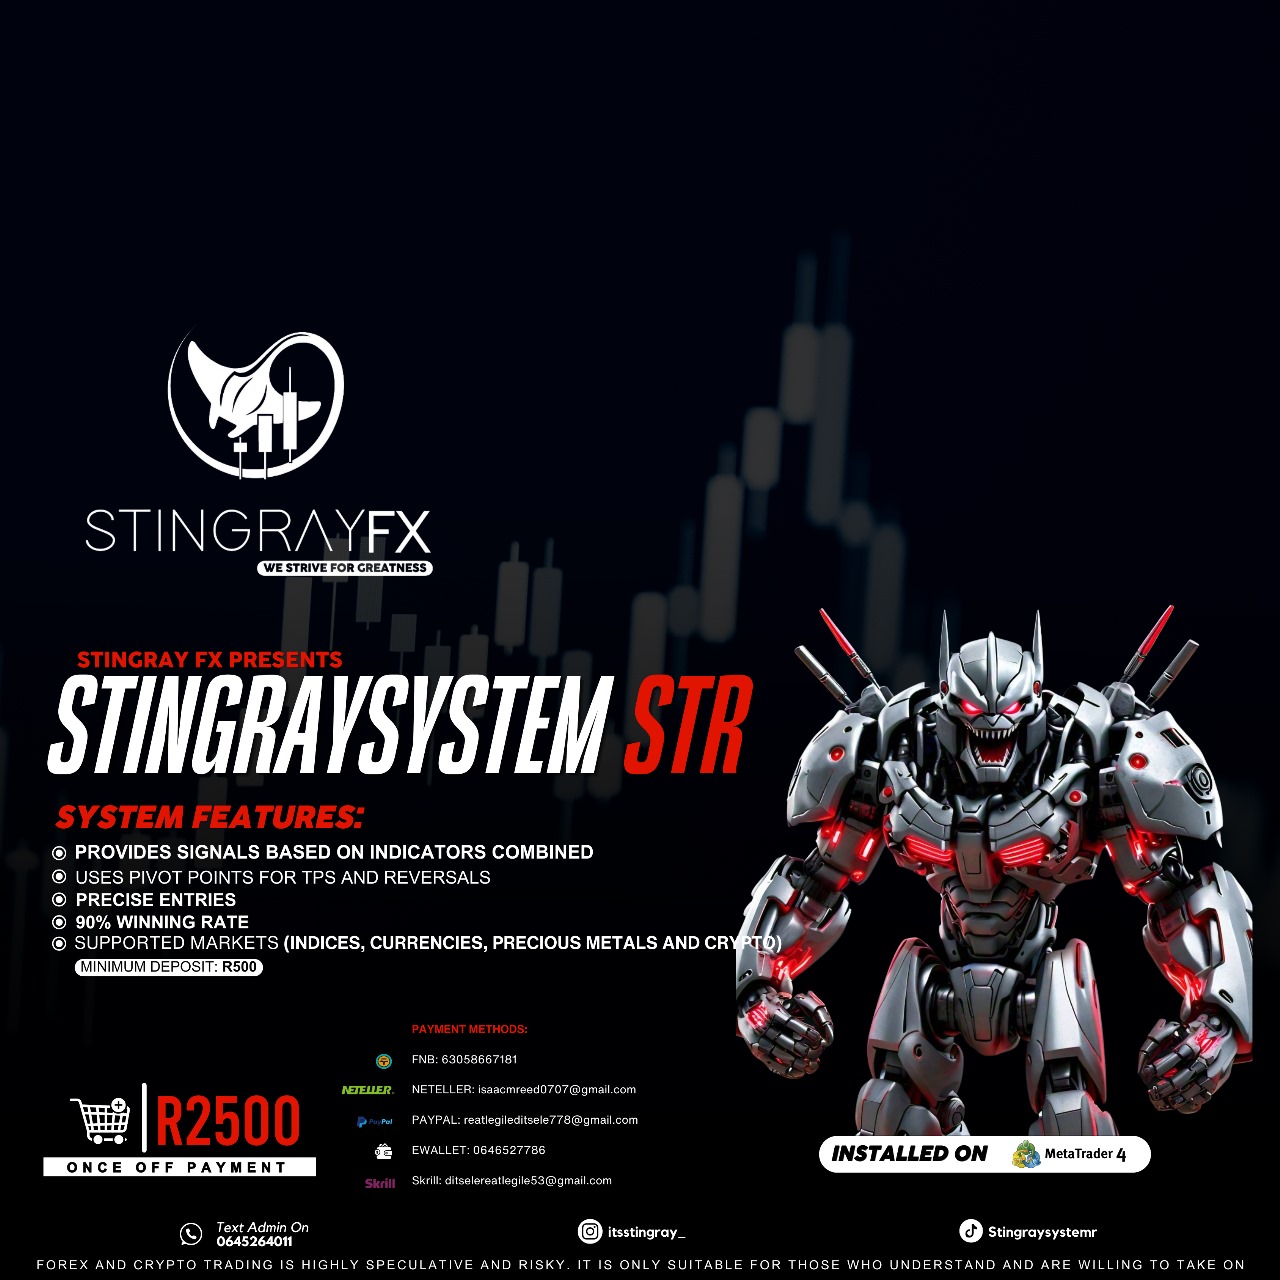 STINGRAYFX
WE STRIVE FOR GREATNESS
STINGRAY FX PRESENTS
STINGRAYSYSTEM STR
SYSTEM FEATURES:
PROVIDES SIGNALS BASED ON INDICATORS COMBINED
USES PIVOT POINTS FOR TPS AND REVERSALS
PRECISE ENTRIES
90% WINNING RATE
SUPPORTED MARKETS (INDICES, CURRENCIES, PRECIOUS METALS AND CRYPTO)
MINIMUM DEPOSIT: R500
PAYMENT METHODS:
FNB: 63058667181
NETELLER. NETELLER: isaacmreed0707@gmail.com
PayPal PAYPAL: reatlegileditsele778@gmail.com
EWALLET: 0646527786
Skrill Skrill: ditselereatlegile53@gmail.com
R2500
ONCE OFF PAYMENT
INSTALLED ON MetaTrader 4
Text Admin On
0645264011
itsstingray_
Stingraysystemr
FOREX AND CRYPTO TRADING IS HIGHLY SPECULATIVE AND RISKY. IT IS ONLY SUITABLE FOR THOSE WHO UNDERSTAND AND ARE WILLING TO TAKE ON